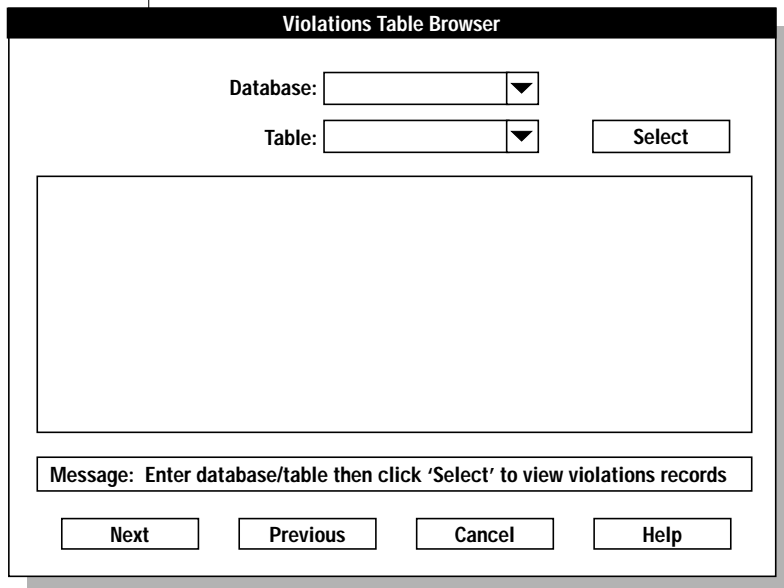 Violations Table Browser
Database:
Table:
Select
Message: Enter database/table then click ‘Select’ to view violations records
Next Previous Cancel Help